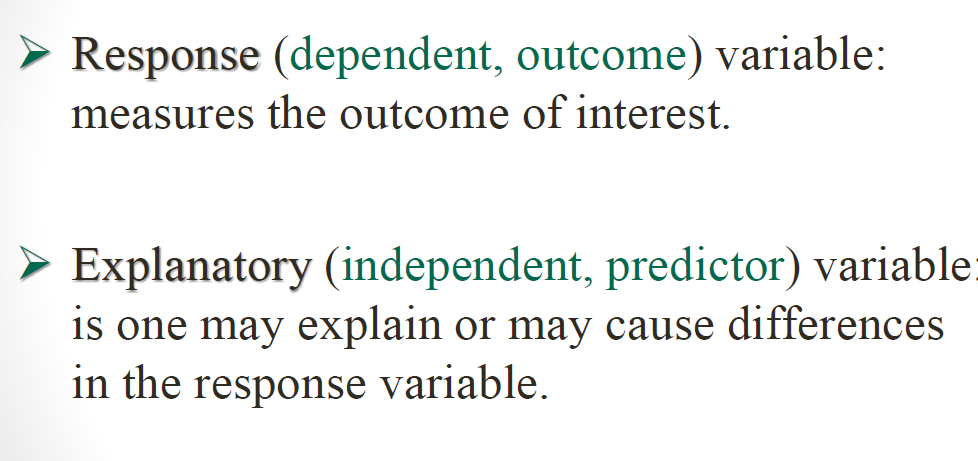 Response (dependent, outcome) variable:
measures the outcome of interest.
Explanatory (independent, predictor) variable:
is one may explain or may cause differences
in the response variable.